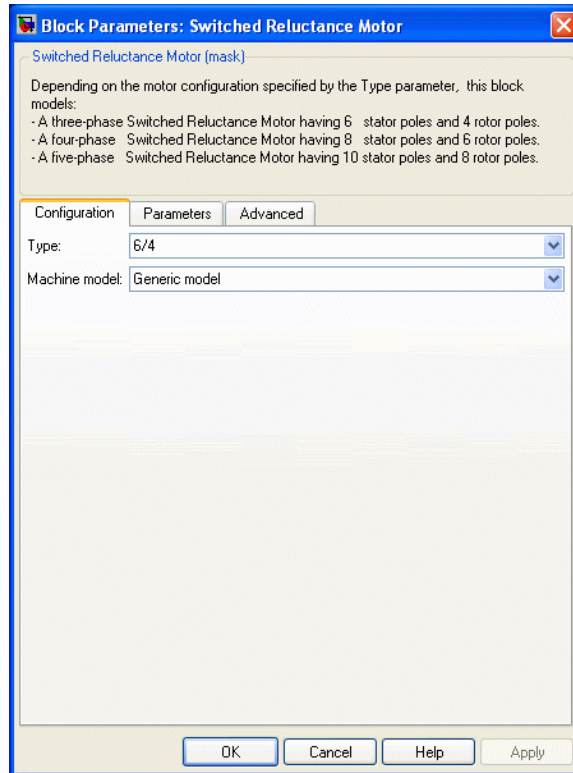 Block Parameters: Switched Reluctance Motor
Switched Reluctance Motor (mask)
Depending on the motor configuration specified by the Type parameter, this block
models:
- A three-phase Switched Reluctance Motor having 6 stator poles and 4 rotor poles.
- A four-phase Switched Reluctance Motor having 8 stator poles and 6 rotor poles.
- A five-phase Switched Reluctance Motor having 10 stator poles and 8 rotor poles.
Configuration Parameters Advanced
Type: 6/4
Machine model: Generic model
OK Cancel Help Apply